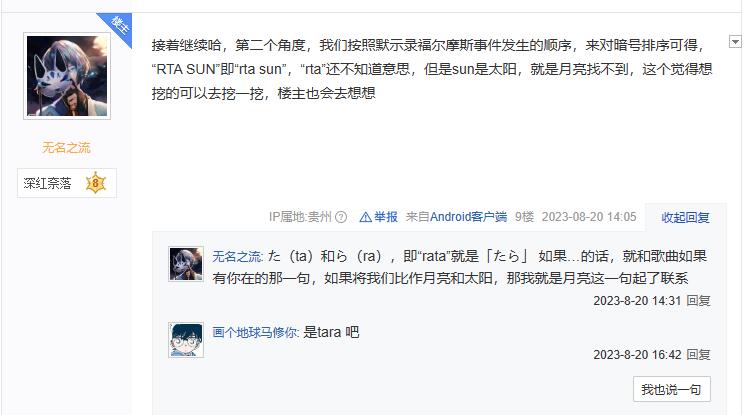 楼主
接着继续哈，第二个角度，我们按照默示录福尔摩斯事件发生的顺序，来对暗号排序可得，
“RTA SUN”即“rta sun”，“rta”还不知道意思，但是sun是太阳，就是月亮找不到，这个觉得想
挖的可以去挖一挖，楼主也会去想想
无名之流
深红奈落 8
IP属地:贵州 举报 来自Android客户端 9楼 2023-08-20 14:05 收起回复
无名之流: た（ta）和ら（ra），即“rata”就是「たら」 如果…的话，就和歌曲如果
有你在的那一句，如果将我们比作月亮和太阳，那我就是月亮这一句起了联系
2023-8-20 14:31 回复
画个地球马修你: 是tara 吧
2023-8-20 16:42 回复
我也说一句